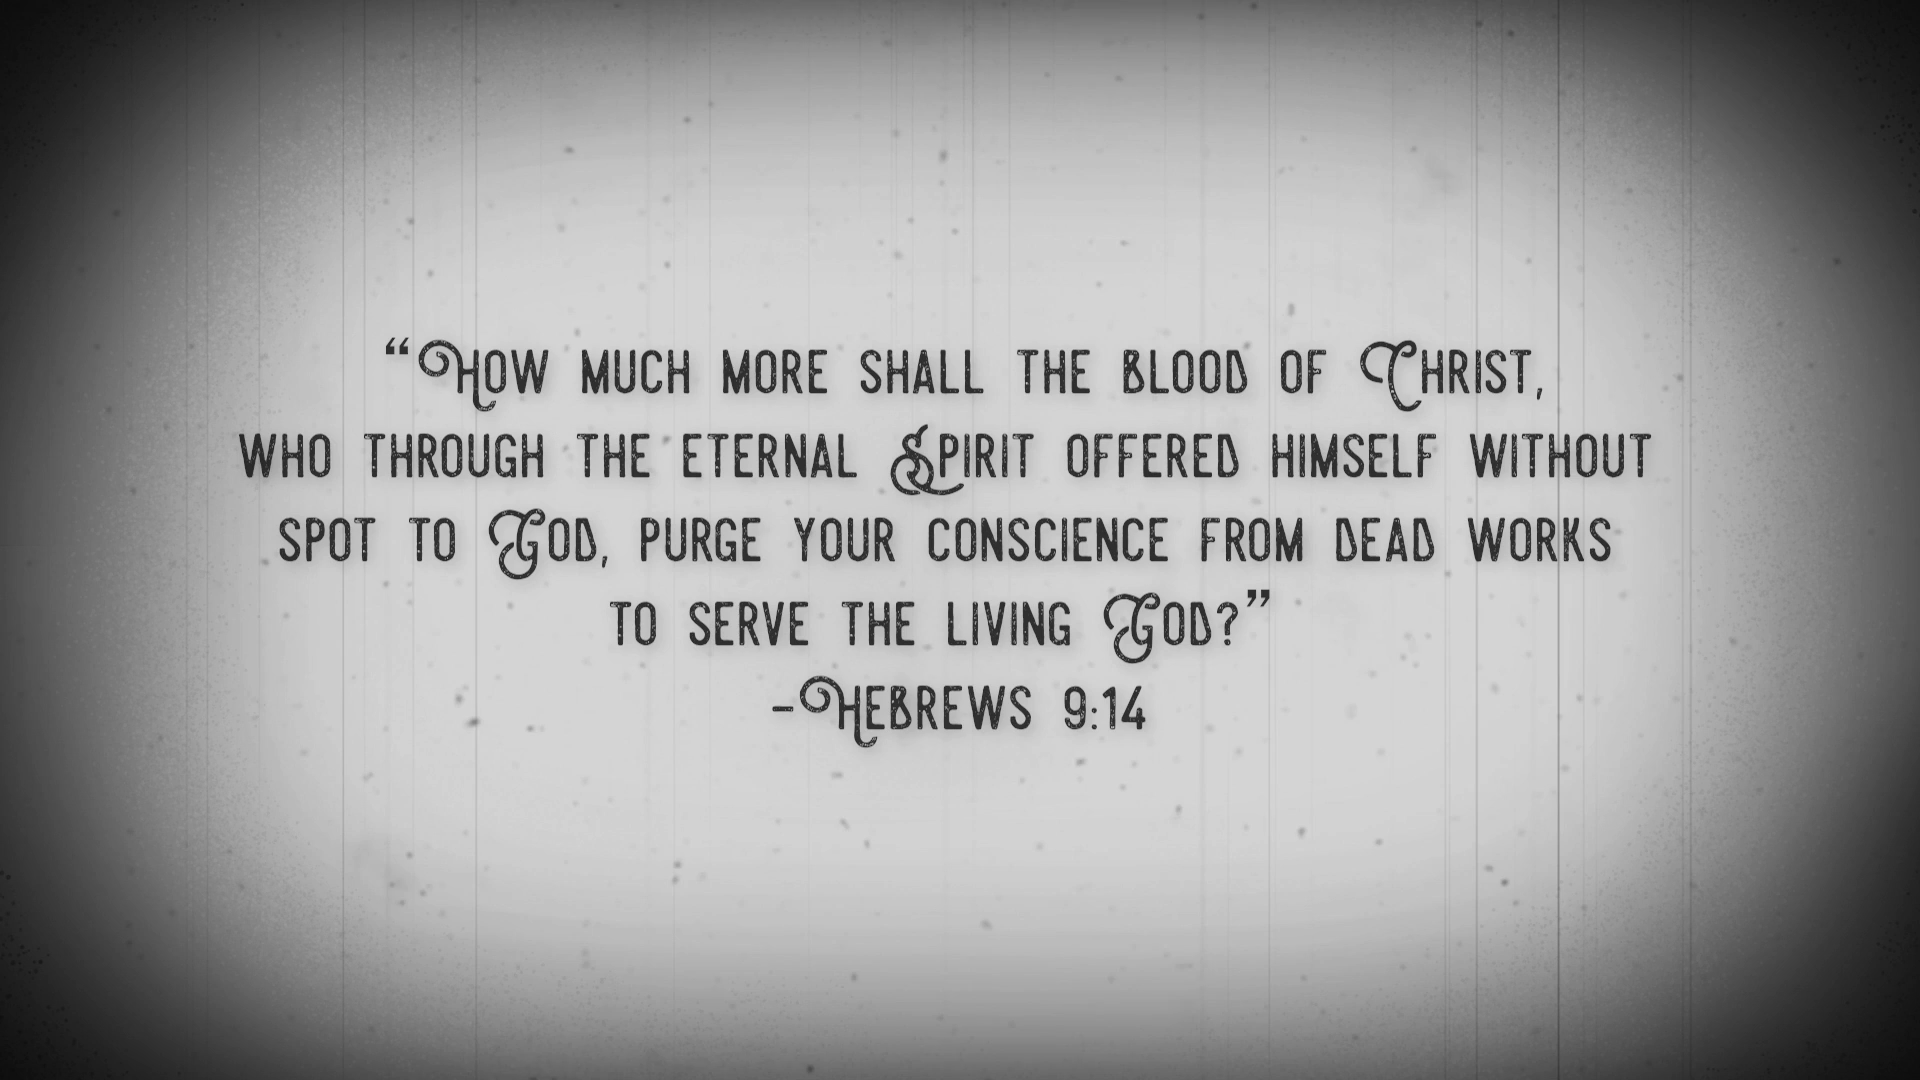 “How much more shall the blood of Christ,
who through the eternal Spirit offered himself without
spot to God, purge your conscience from dead works
to serve the living God?”
-Hebrews 9:14